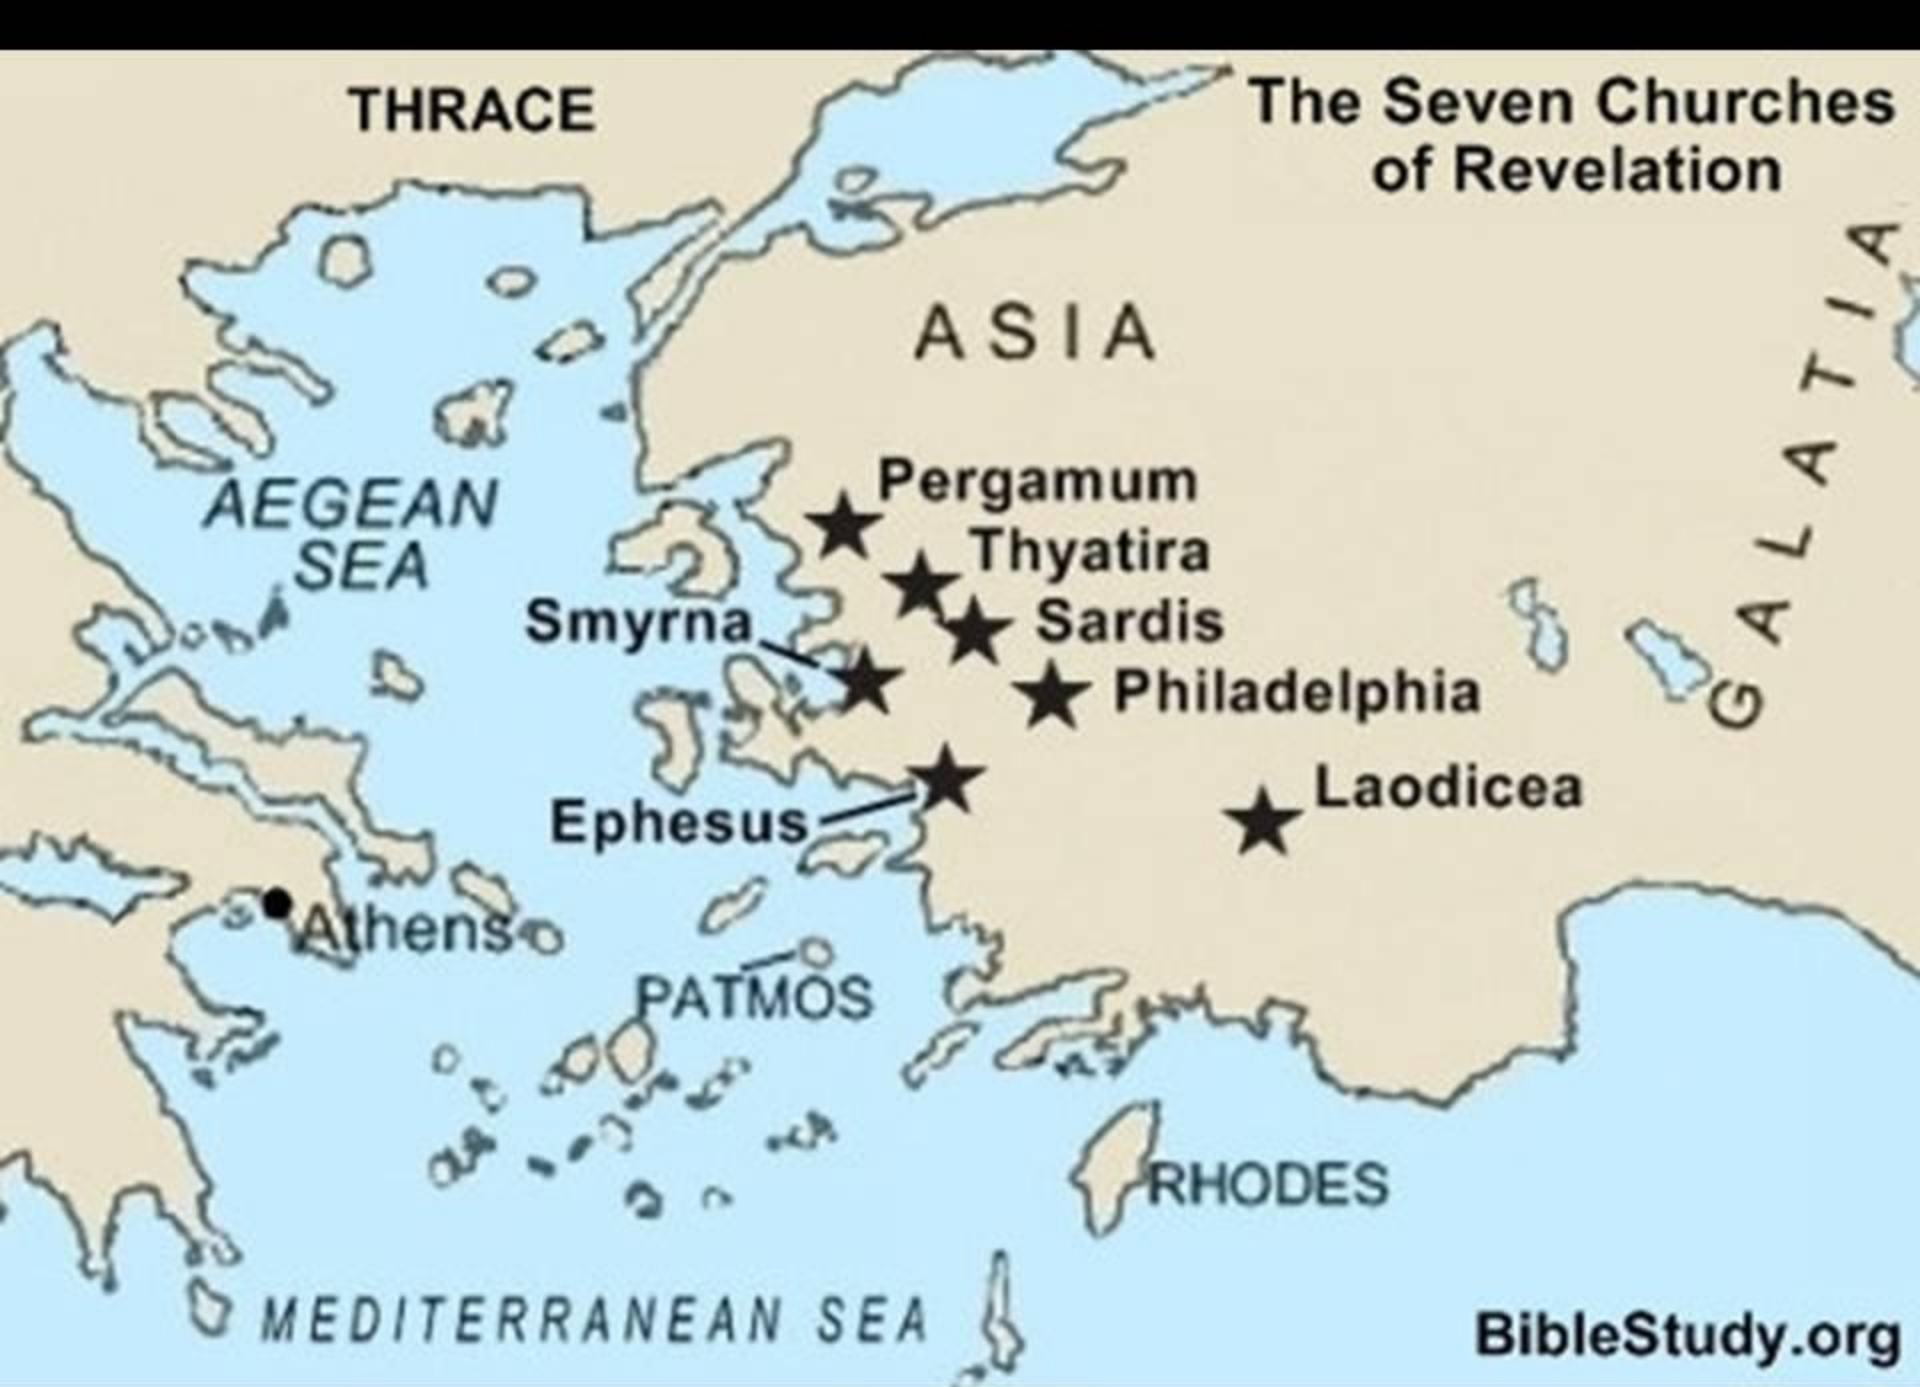 THRACE
The Seven Churches
of Revelation
ASIA
GALATIA
Pergamum
AEGEAN
SEA
Thyatira
Smyrna
Sardis
Philadelphia
Laodicea
Ephesus
Athens
PATMOS
RHODES
MEDITERRANEAN SEA
BibleStudy.org